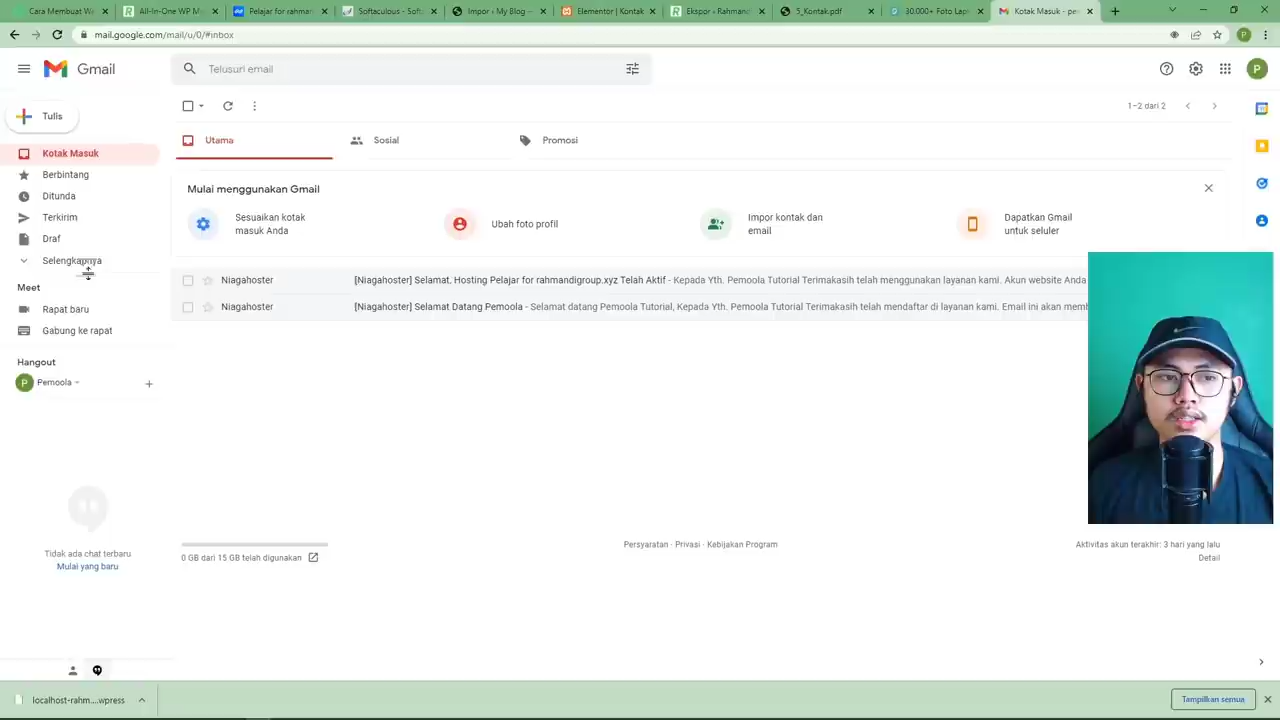 Cara Membuat W
All-In-One WP M
Pelajar for rahman
Softaculous - Soft
Impor ‹ My Blog —
Elementor | Kontak
Ekspor ‹ Rahman
5_Kontak.pdf
30.000+ Foto Lap
Kotak Masuk - pe
mail.google.com/mail/u/0/#inbox
P
Gmail
Telusuri email
P
Tulis
1–2 dari 2
Kotak Masuk
Utama
Sosial
Promosi
Berbintang
Ditunda
Terkirim
Draf
Selengkapnya
Mulai menggunakan Gmail
Sesuaikan kotak
masuk Anda
Ubah foto profil
Impor kontak dan
email
Dapatkan Gmail
untuk seluler
Niagahoster [Niagahoster] Selamat, Hosting Pelajar for rahmandigroup.xyz Telah Aktif - Kepada Yth. Pemoola Tutorial Terimakasih telah menggunakan layanan kami. Akun website Anda
Niagahoster [Niagahoster] Selamat Datang Pemoola - Selamat datang Pemoola Tutorial, Kepada Yth. Pemoola Tutorial Terimakasih telah mendaftar di layanan kami. Email ini akan memb
Meet
Rapat baru
Gabung ke rapat
Hangout
P Pemoola
Tidak ada chat terbaru
Mulai yang baru
0 GB dari 15 GB telah digunakan
Persyaratan · Privasi · Kebijakan Program
Aktivitas akun terakhir: 3 hari yang lalu
Detail
localhost-rahm....wpress
Tampilkan semua